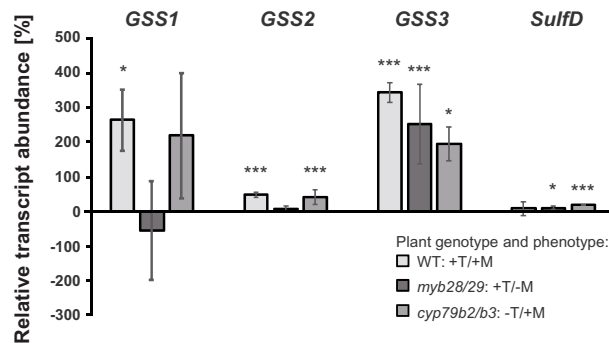 GSS1 GSS2 GSS3 SulfD
Relative transcript abundance [%]
500
400
300
200
100
0
-100
-200
-300
* *** *** *** *** * * ***
Plant genotype and phenotype:
WT: +T/+M
myb28/29: +T/-M
cyp79b2/b3: -T/+M